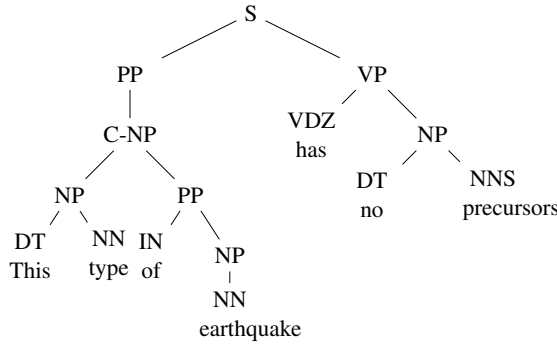 S
PP VP
VDZ
has
C-NP NP
NP PP DT
no
NNS
precursors
DT
This
NN
type
IN
of
NP
NN
earthquake